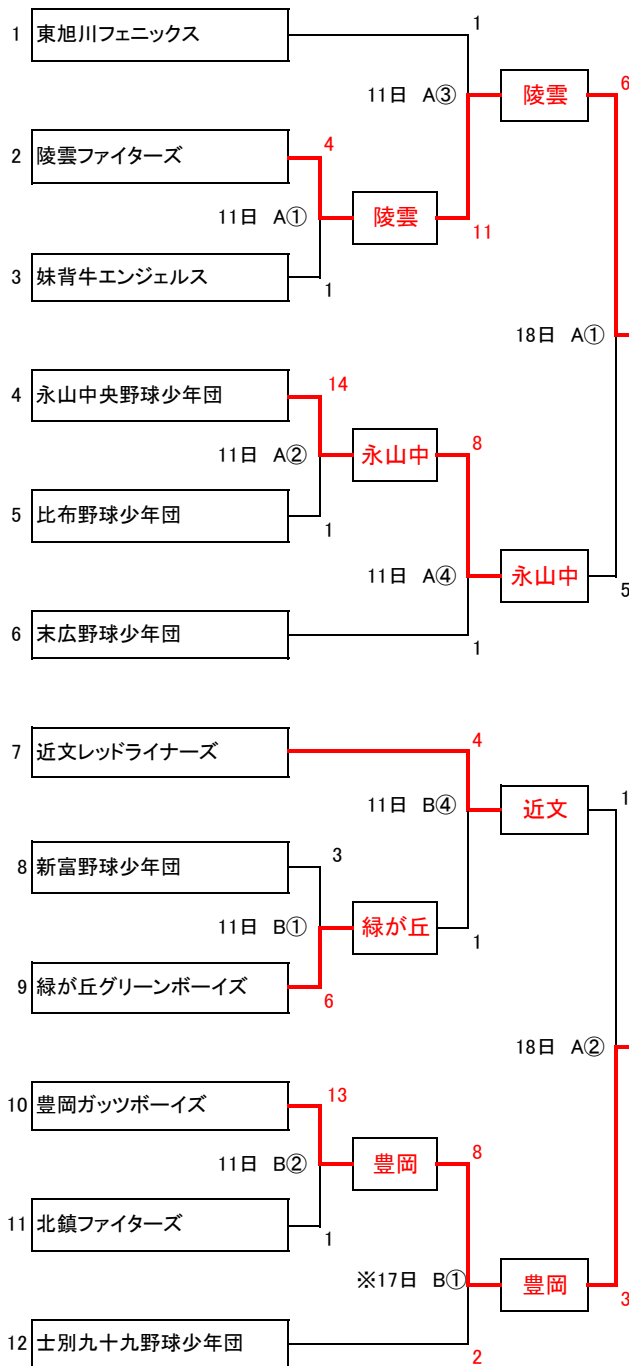 1
1 東旭川フェニックス
11日 A③
陵雲
6
2 陵雲ファイターズ
4
11日 A①
陵雲
11
3 妹背牛エンジェルス
1
18日 A①
4 永山中央野球少年団
14
11日 A②
永山中
8
5 比布野球少年団
1
11日 A④
永山中
5
6 末広野球少年団
1
7 近文レッドライナーズ
4
11日 B④
近文
1
8 新富野球少年団
3
11日 B①
緑が丘
1
9 緑が丘グリーンボーイズ
6
18日 A②
10 豊岡ガッツボーイズ
13
11日 B②
豊岡
8
11 北鎮ファイターズ
1
※17日 B①
豊岡
3
12 士別九十九野球少年団
2